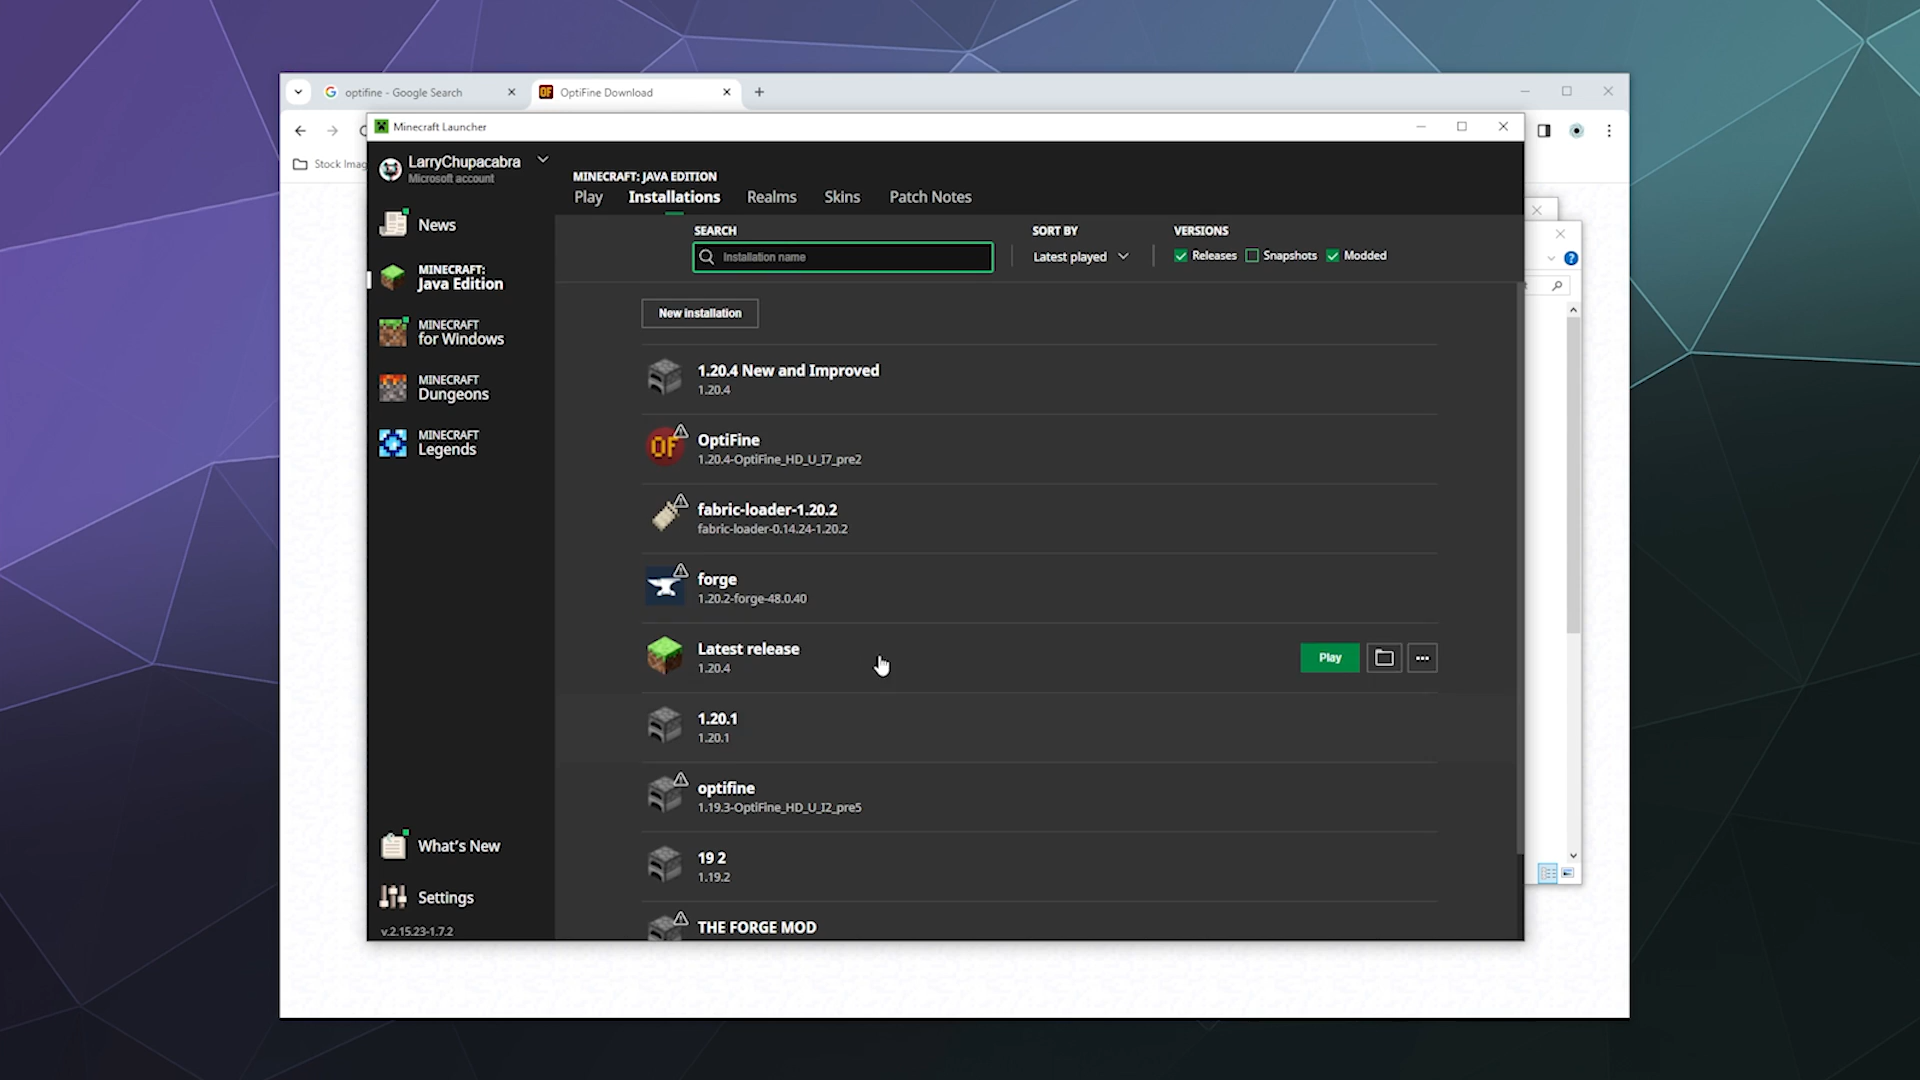 optifine - Google Search
OptiFine Download
Minecraft Launcher
Stock Imag
LarryChupacabra
Microsoft account
News
MINECRAFT:
Java Edition
MINECRAFT
for Windows
MINECRAFT
Dungeons
MINECRAFT
Legends
What's New
Settings
v.2.15.23-1.7.2
MINECRAFT: JAVA EDITION
Play Installations Realms Skins Patch Notes
SEARCH SORT BY VERSIONS
Installation name Latest played Releases Snapshots Modded
New installation
1.20.4 New and Improved
1.20.4
OF
OptiFine
1.20.4-OptiFine_HD_U_I7_pre2
fabric-loader-1.20.2
fabric-loader-0.14.24-1.20.2
forge
1.20.2-forge-48.0.40
Latest release
1.20.4
Play
1.20.1
1.20.1
optifine
1.19.3-OptiFine_HD_U_I2_pre5
19 2
1.19.2
THE FORGE MOD